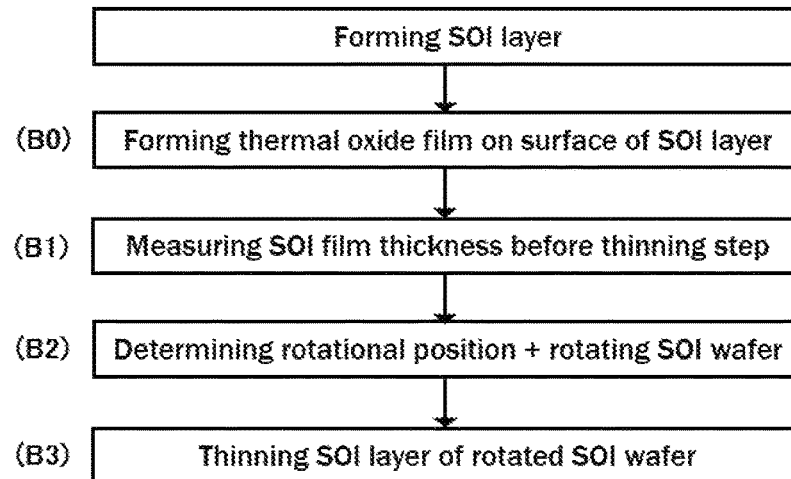 Forming SOI layer
(B0) Forming thermal oxide film on surface of SOI layer
(B1) Measuring SOI film thickness before thinning step
(B2) Determining rotational position + rotating SOI wafer
(B3) Thinning SOI layer of rotated SOI wafer